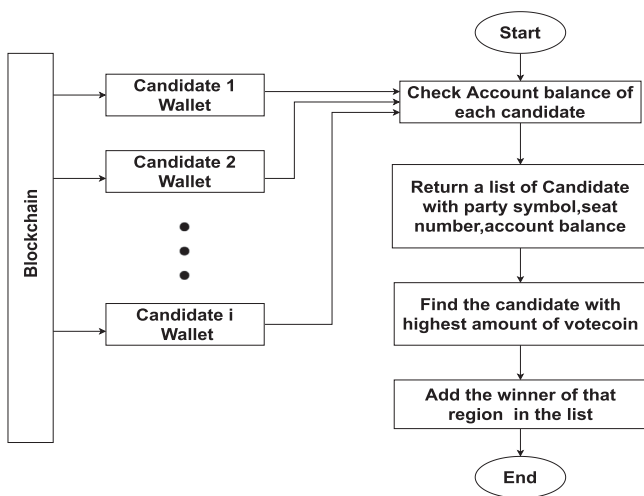 Start
Blockchain
Candidate 1
Wallet
Check Account balance of
each candidate
Candidate 2
Wallet
Return a list of Candidate
with party symbol,seat
number,account balance
Candidate i
Wallet
Find the candidate with
highest amount of votecoin
Add the winner of that
region in the list
End